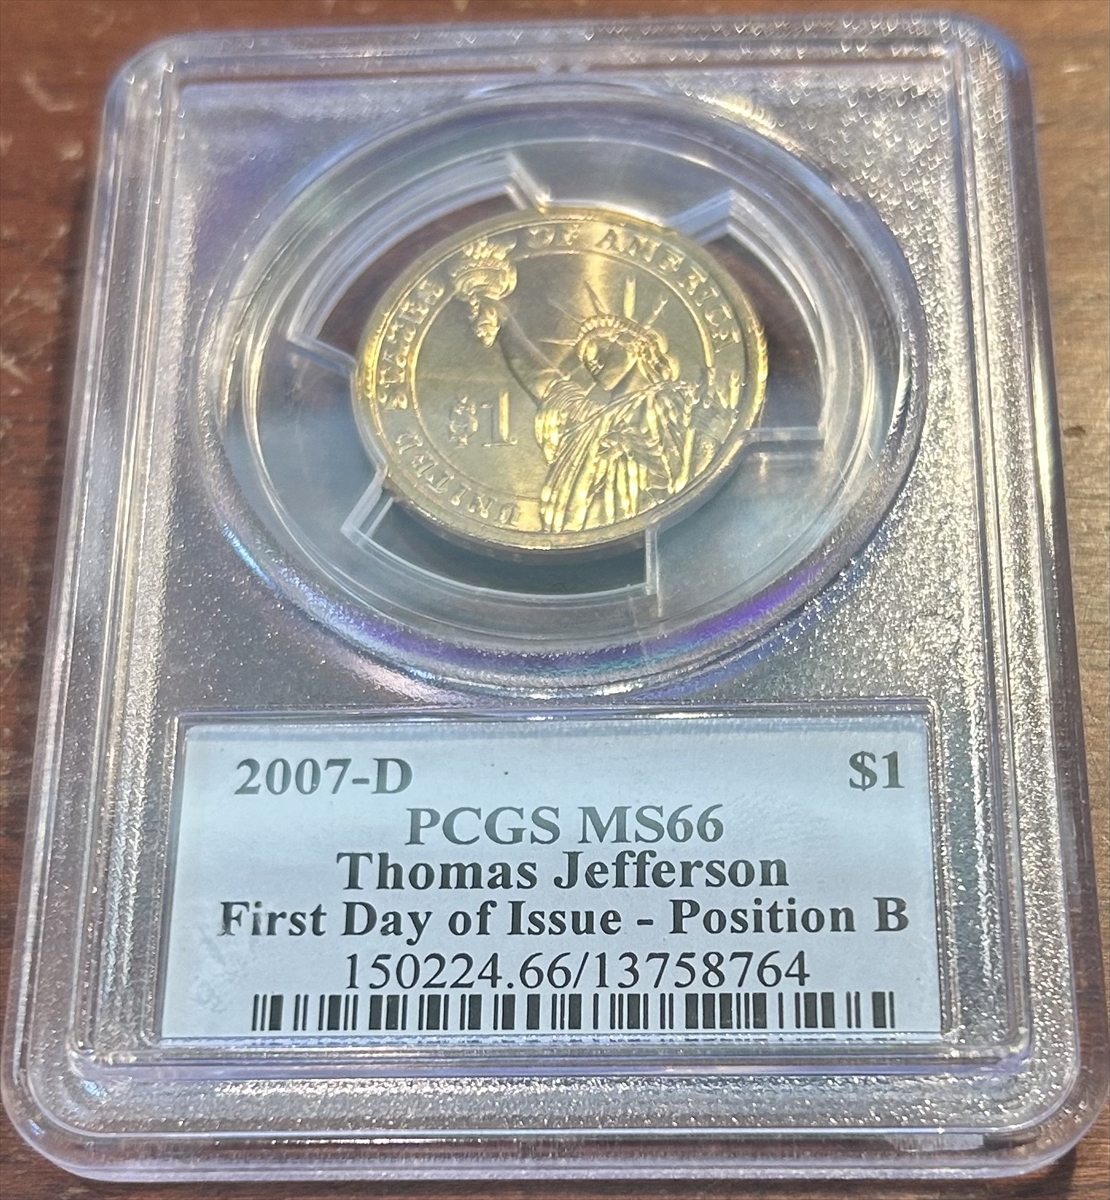 UNITED STATES OF AMERICA
$1
2007-D $1
PCGS MS66
Thomas Jefferson
First Day of Issue - Position B
150224.66/13758764